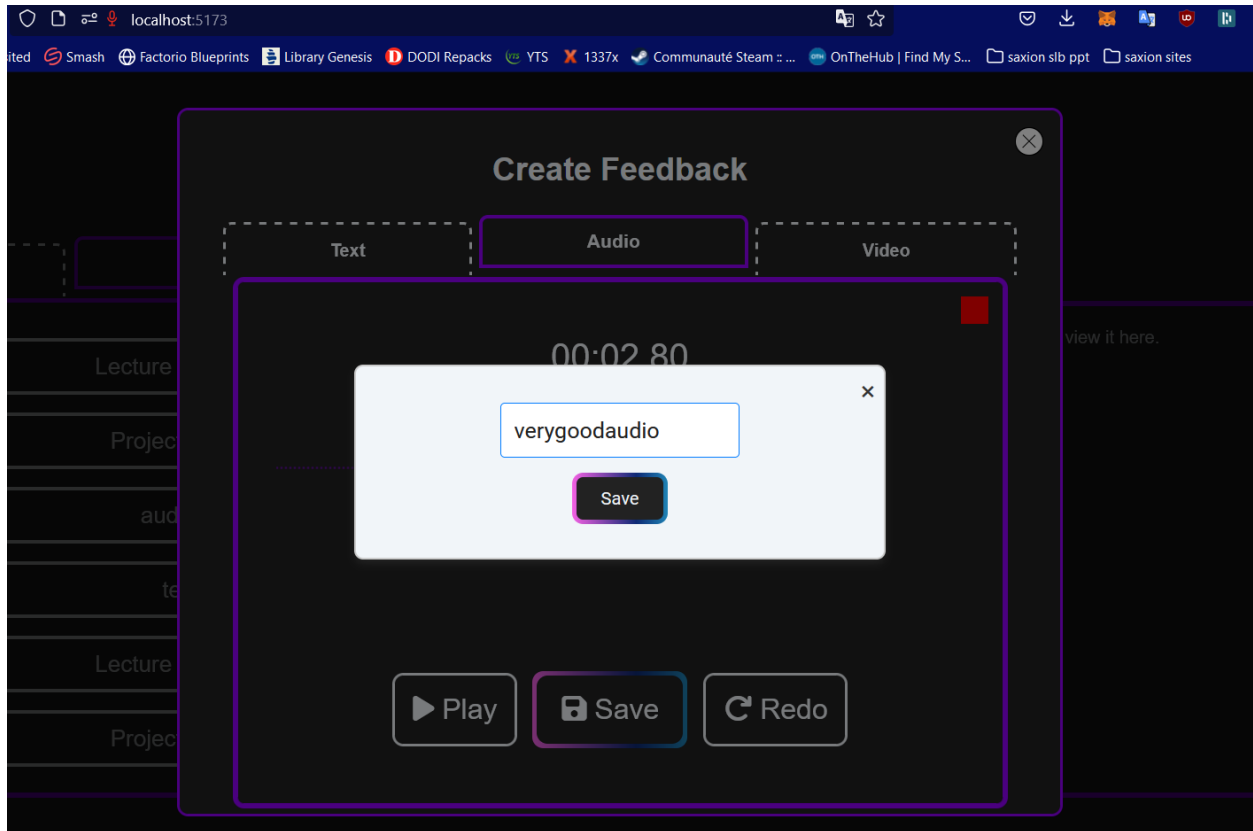 localhost:5173
ited Smash Factorio Blueprints Library Genesis DODI Repacks YTS 1337x Communauté Steam :: ... OnTheHub | Find My S... saxion slb ppt saxion sites
Create Feedback
Text Audio Video
00:02.80
view it here.
Lecture
verygoodaudio
Projec
Save
aud
te
Lecture
Play Save Redo
Projec